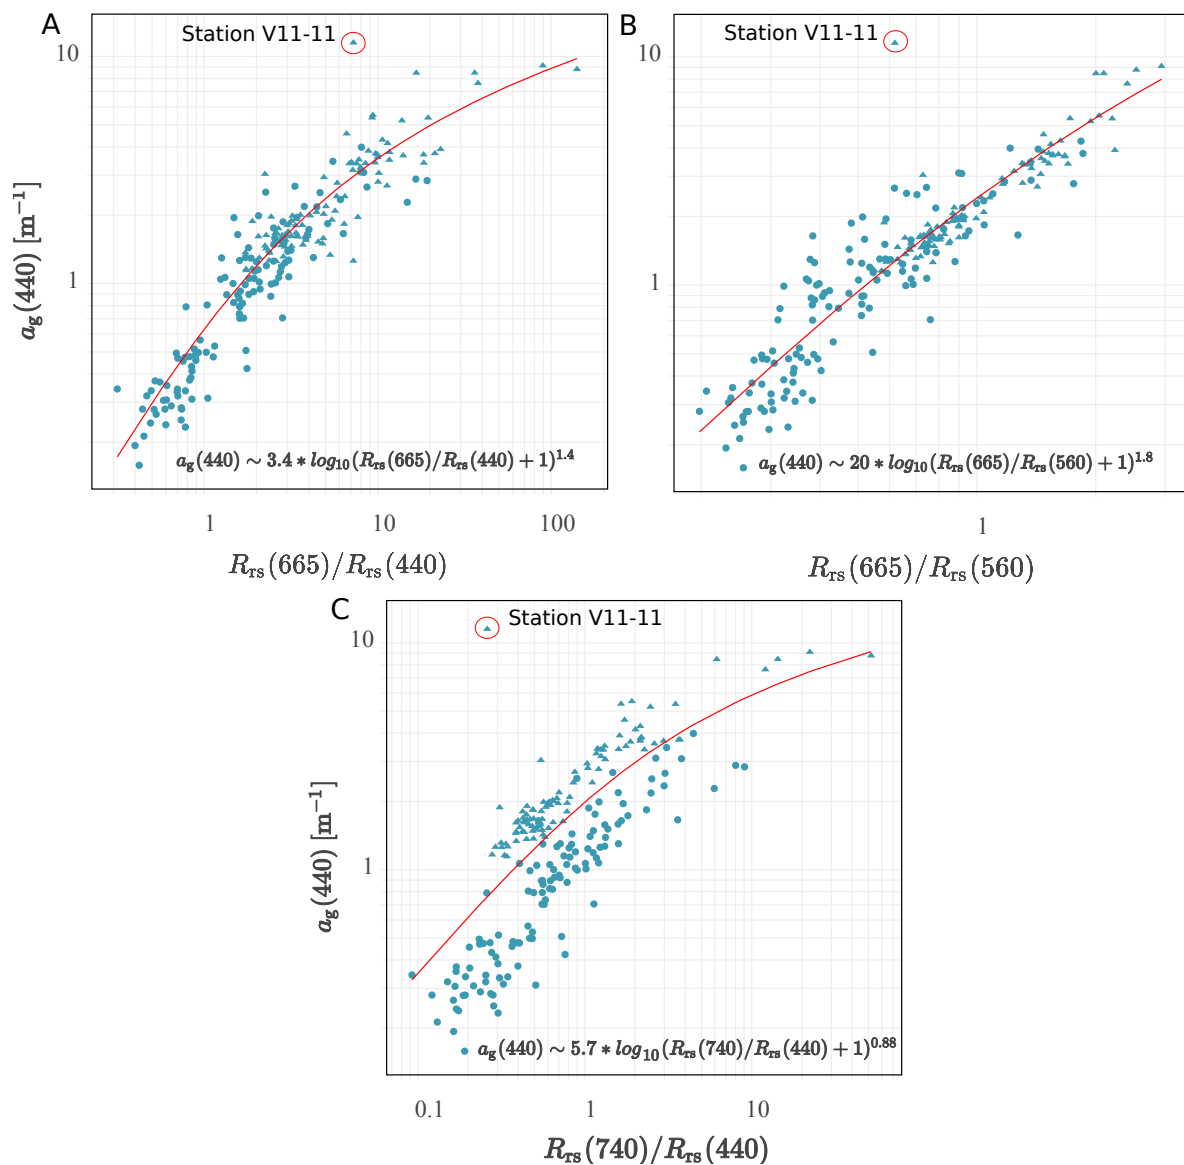 A
Station V11-11
10
1
a_g(440) [m⁻¹]
a_g(440) ∼ 3.4 * log₁₀(R_rs(665)/R_rs(440) + 1)^1.4
1 10 100
R_rs(665)/R_rs(440)
B
Station V11-11
10
1
a_g(440) ∼ 20 * log₁₀(R_rs(665)/R_rs(560) + 1)^1.8
1
R_rs(665)/R_rs(560)
C
Station V11-11
10
1
a_g(440) [m⁻¹]
a_g(440) ∼ 5.7 * log₁₀(R_rs(740)/R_rs(440) + 1)^0.88
0.1 1 10
R_rs(740)/R_rs(440)